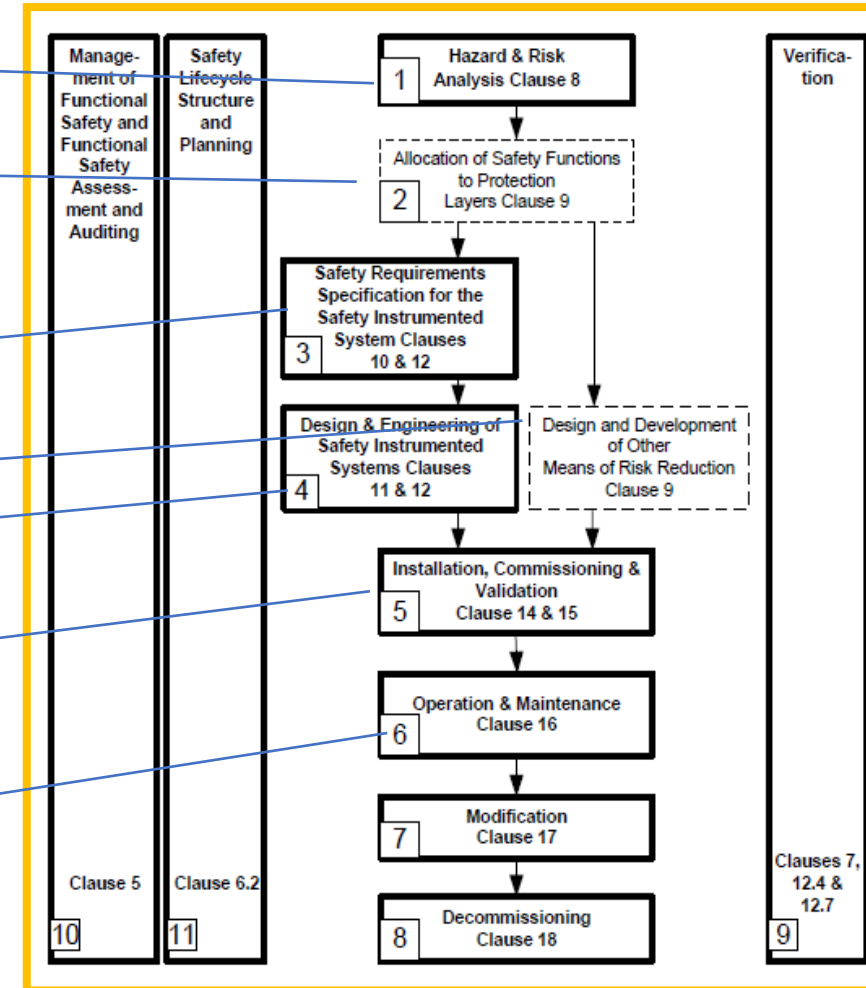 Manage-
ment of
Functional
Safety and
Functional
Safety
Assess-
ment and
Auditing
Clause 5
10
Safety
Lifecycle
Structure
and
Planning
Clause 6.2
11
Hazard & Risk
Analysis Clause 8
1
Allocation of Safety Functions
to Protection
Layers Clause 9
2
Safety Requirements
Specification for the
Safety Instrumented
System Clauses
10 & 12
3
Design & Engineering of
Safety Instrumented
Systems Clauses
11 & 12
4
Design and Development
of Other
Means of Risk Reduction
Clause 9
Installation, Commissioning &
Validation
Clause 14 & 15
5
Operation & Maintenance
Clause 16
6
Modification
Clause 17
7
Decommissioning
Clause 18
8
Verifica-
tion
Clauses 7,
12.4 &
12.7
9